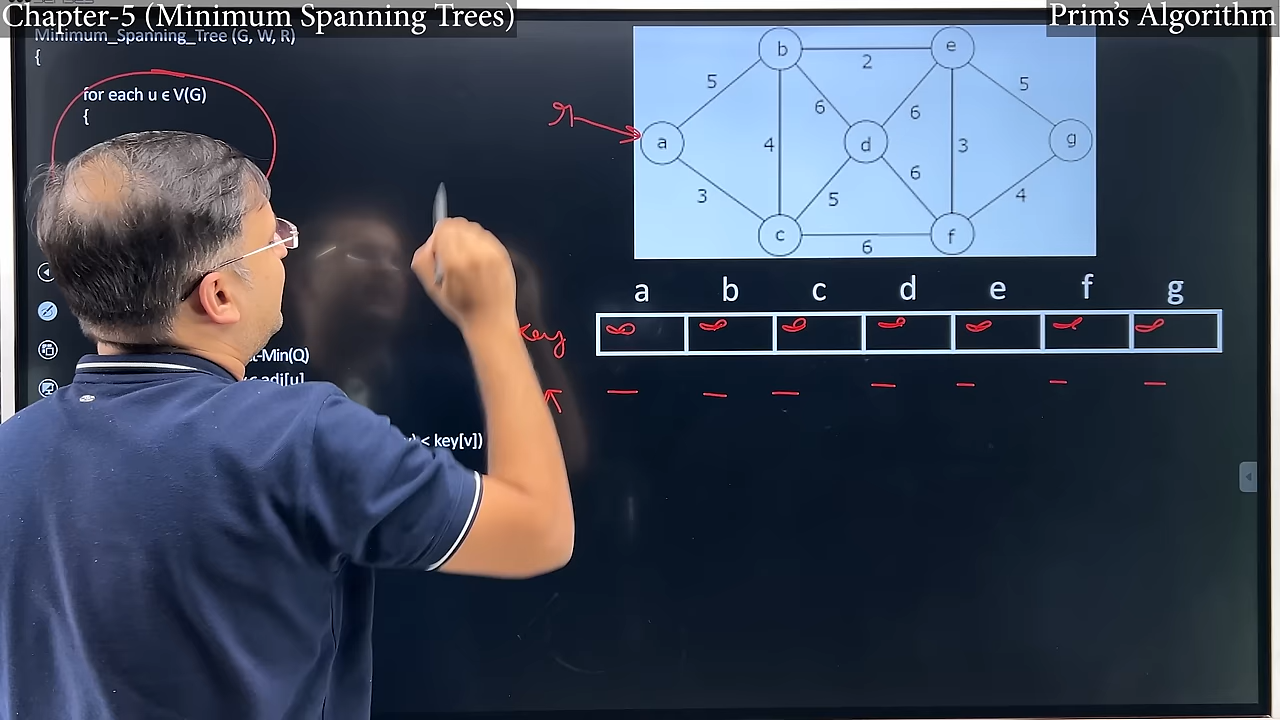 Chapter-5 (Minimum Spanning Trees)
Prim's Algorithm
Minimum_Spanning_Tree (G, W, R)
{
for each u ϵ V(G)
{
t-Min(Q)
adj[u]
) < key[v])
b e
2
5 5
6 6
r a d g
4 3
6
3 5 4
c f
6
a b c d e f g
key ∞ ∞ ∞ ∞ ∞ ∞ ∞
— — — — — — —